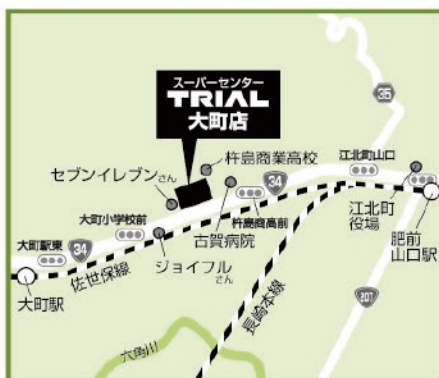 35
スーパーセンター
TRIAL
大町店
杵島商業高校
江北町山口
セブンイレブンさん
34
大町小学校前
杵島商高前
江北町
役場
大町駅東
34
古賀病院
肥前
山口駅
佐世保線
ジョイフル
さん
大町駅
長崎本線
207
六角川